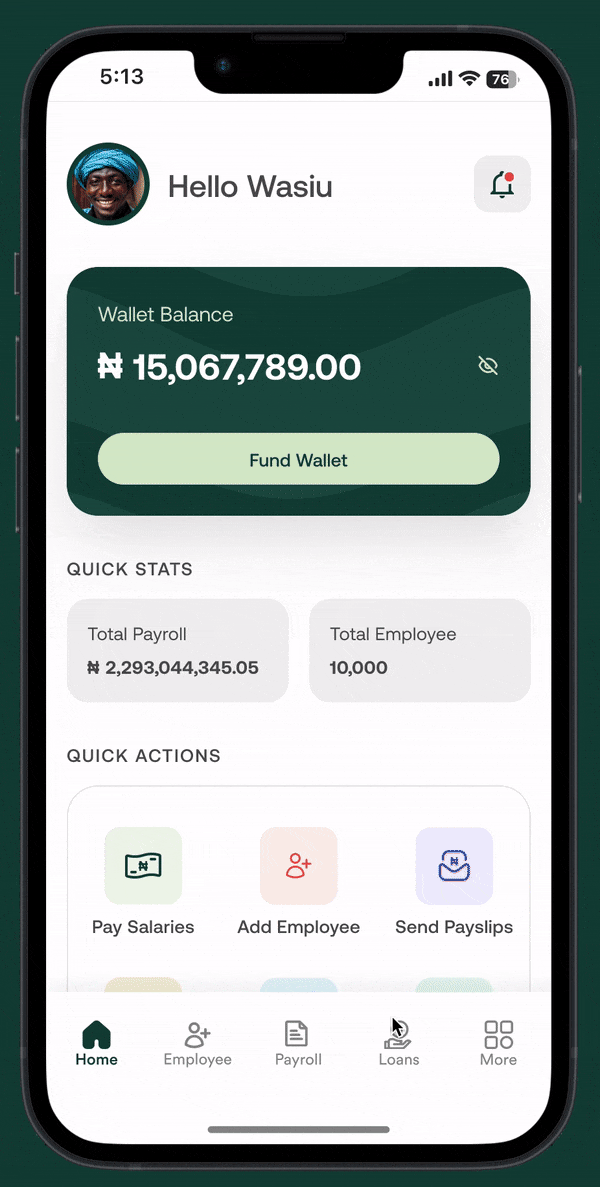 5:13
76
Hello Wasiu
Wallet Balance
₦ 15,067,789.00
Fund Wallet
QUICK STATS
Total Payroll
₦ 2,293,044,345.05
Total Employee
10,000
QUICK ACTIONS
Pay Salaries
Add Employee
Send Payslips
Home
Employee
Payroll
Loans
More